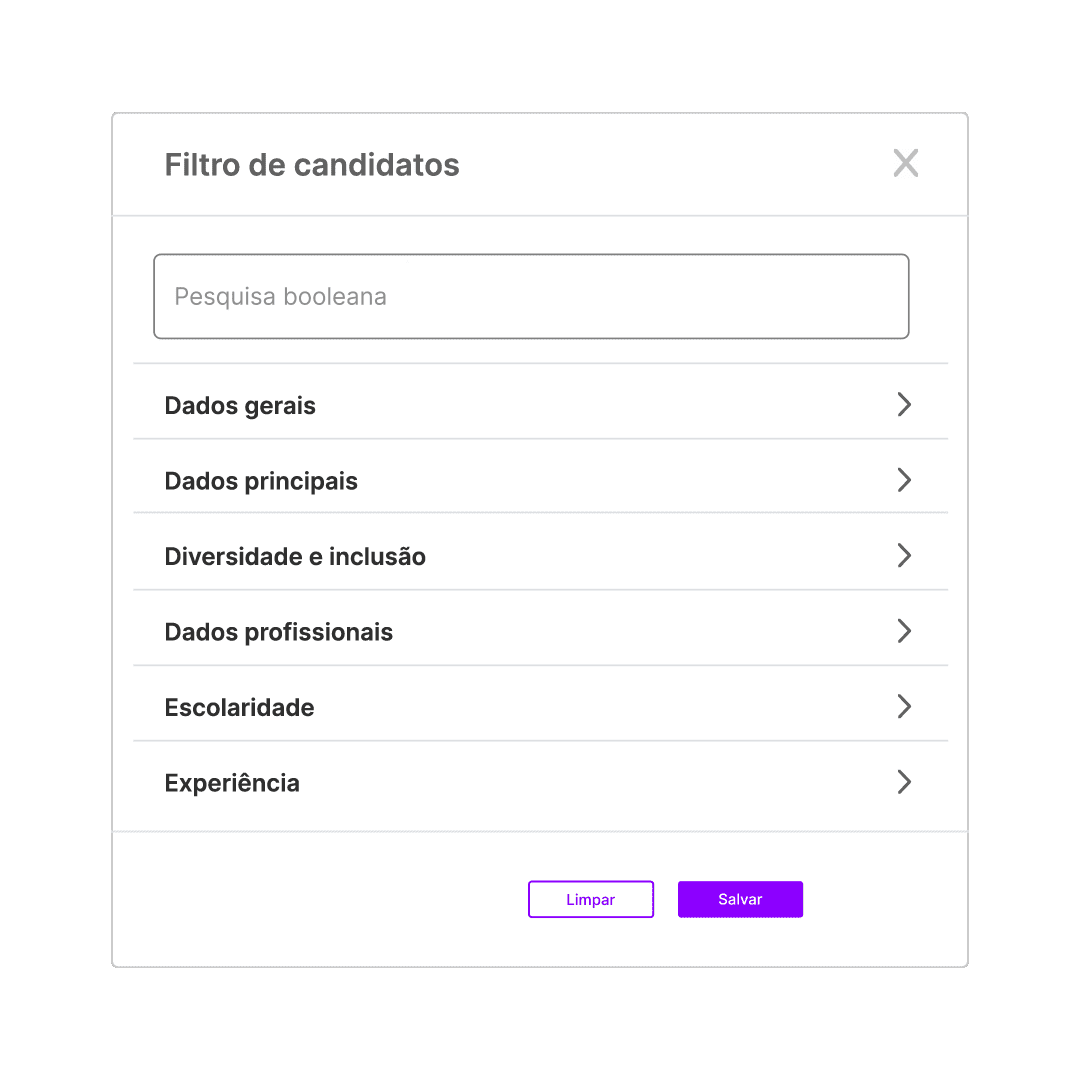 Filtro de candidatos
Pesquisa booleana
Dados gerais
Dados principais
Diversidade e inclusão
Dados profissionais
Escolaridade
Experiência
Limpar
Salvar